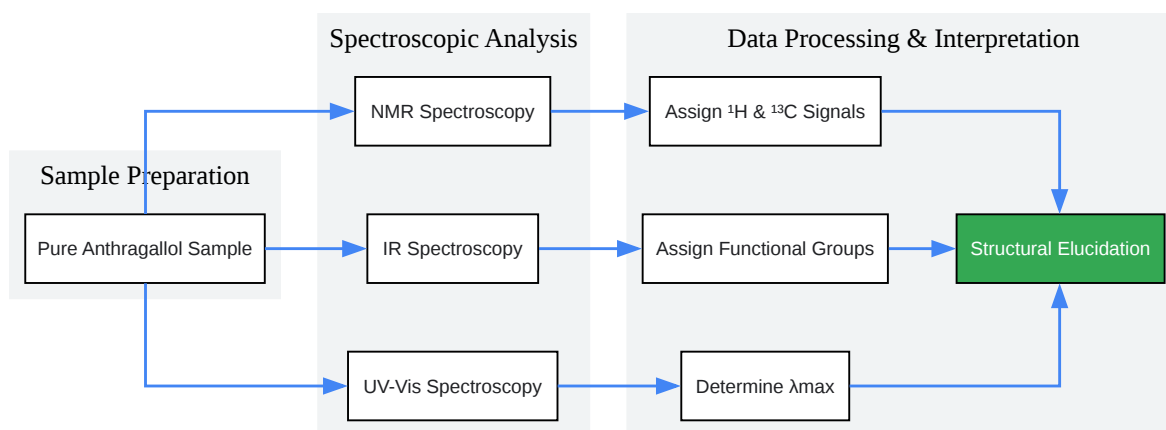 Spectroscopic Analysis
Data Processing & Interpretation
NMR Spectroscopy
Assign ¹H & ¹³C Signals
Sample Preparation
Pure Anthragallol Sample
IR Spectroscopy
Assign Functional Groups
Structural Elucidation
UV-Vis Spectroscopy
Determine λmax